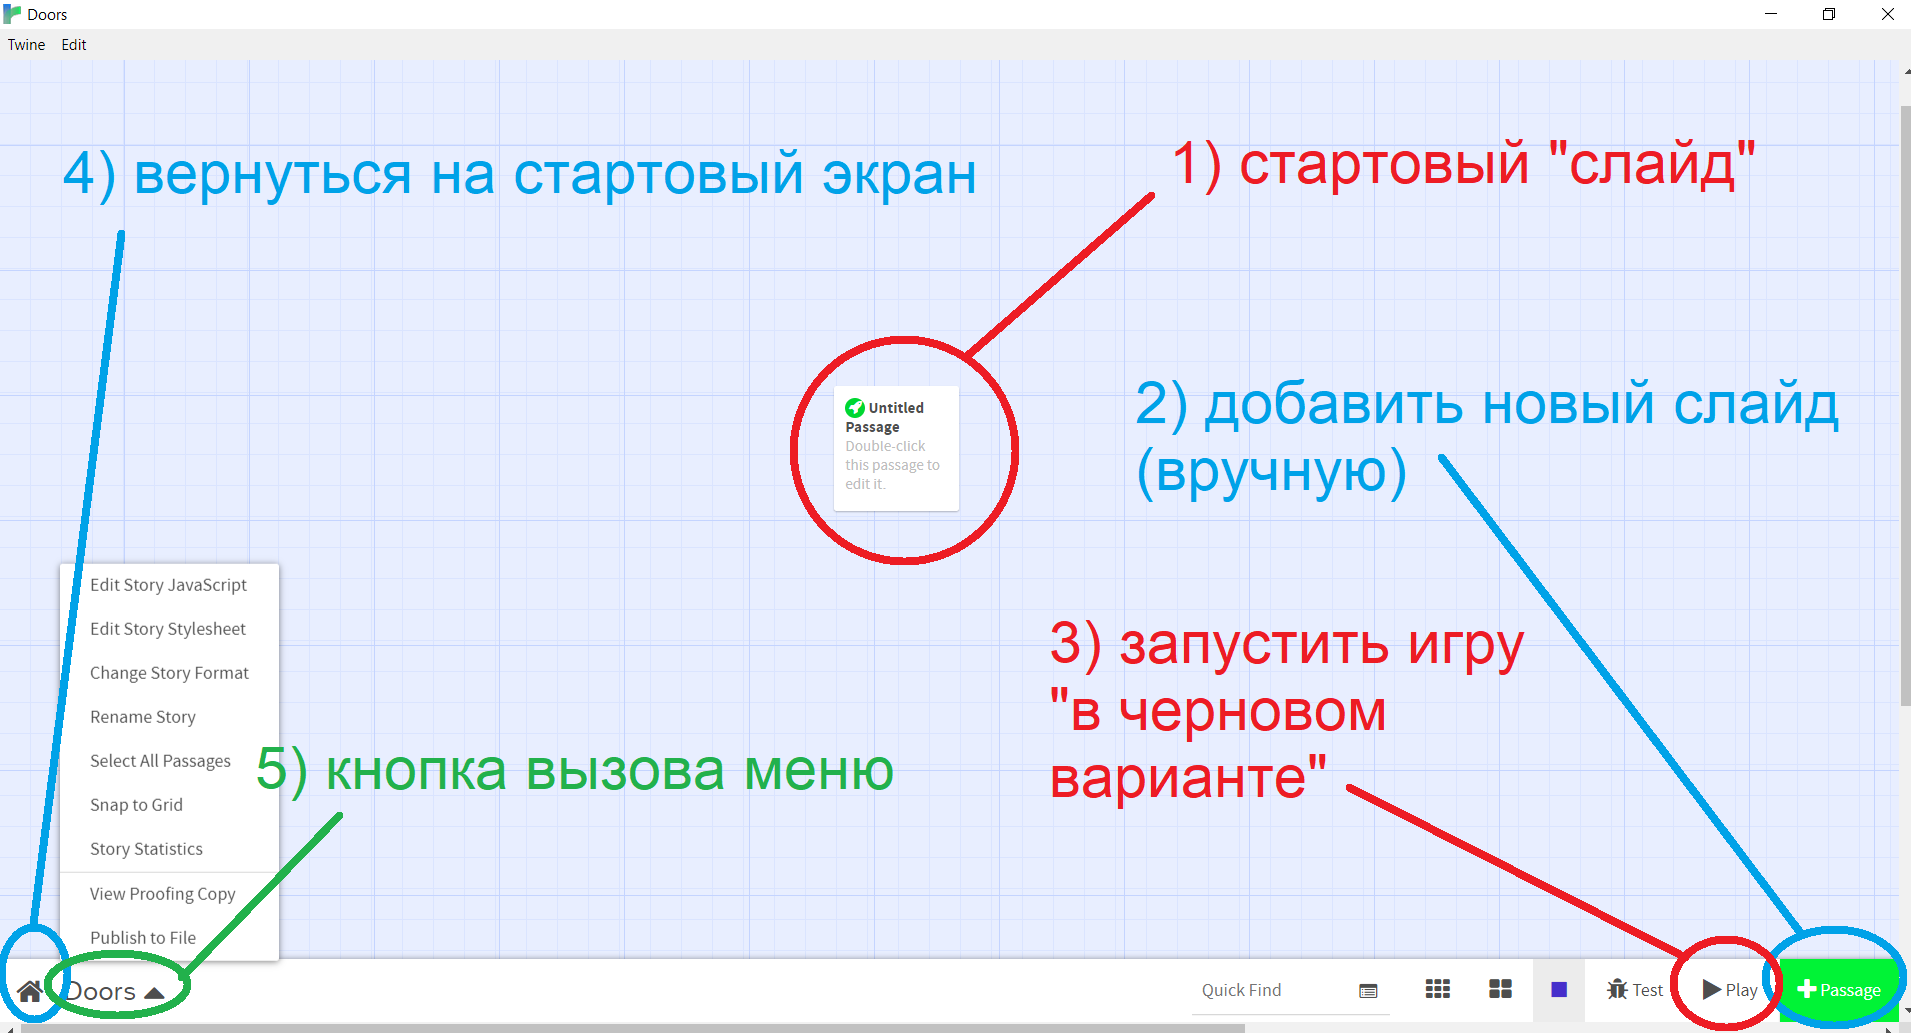 Doors
Twine Edit
4) вернуться на стартовый экран
1) стартовый "слайд"
Untitled
Passage
Double-click
this passage to
edit it.
2) добавить новый слайд
(вручную)
3) запустить игру
"в черновом
варианте"
Edit Story JavaScript
Edit Story Stylesheet
Change Story Format
Rename Story
Select All Passages
Snap to Grid
Story Statistics
View Proofing Copy
Publish to File
5) кнопка вызова меню
Doors
Quick Find
Test
Play
Passage